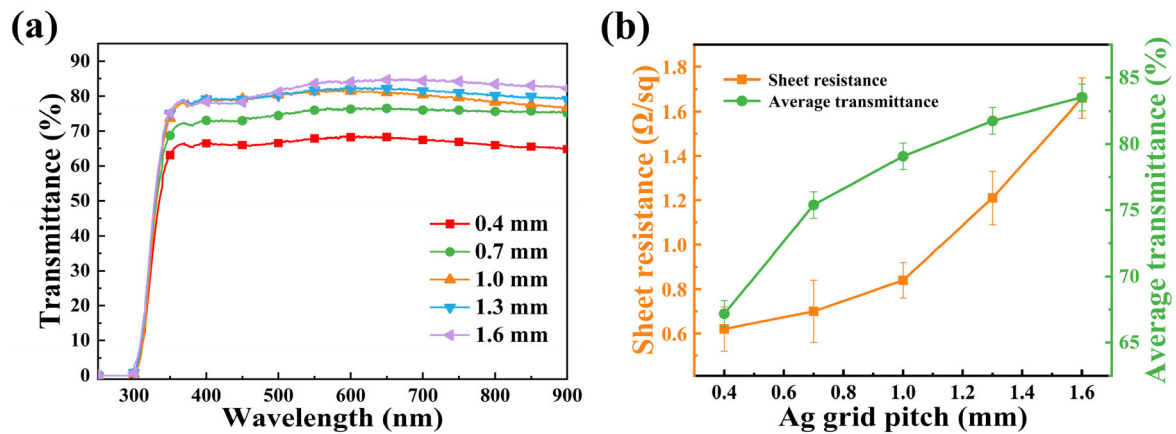 (a)
Transmittance (%)
90
80
70
60
50
40
30
20
10
0
300 400 500 600 700 800 900
Wavelength (nm)
0.4 mm
0.7 mm
1.0 mm
1.3 mm
1.6 mm
(b)
Sheet resistance (Ω/sq)
1.8
1.6
1.4
1.2
1.0
0.8
0.6
Sheet resistance
Average transmittance
0.4 0.6 0.8 1.0 1.2 1.4 1.6
Ag grid pitch (mm)
85
80
75
70
65
Average transmittance (%)